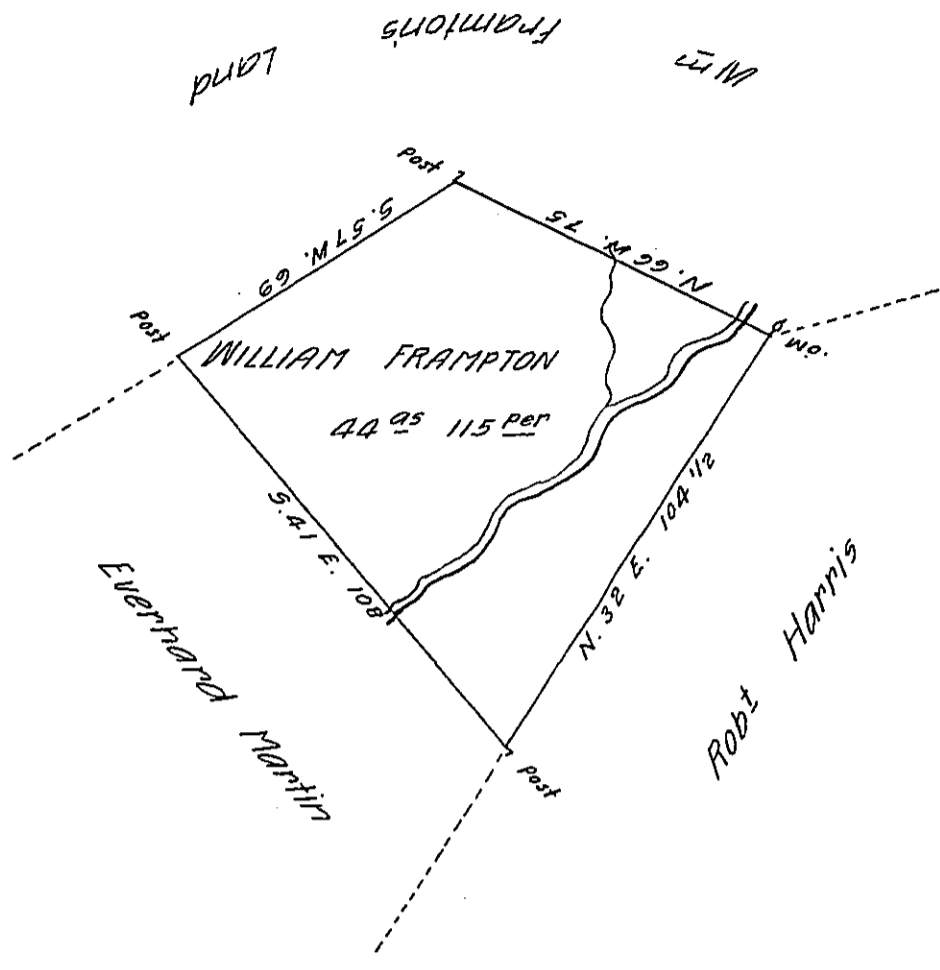 Wm Framton's Land
Post
S. 57 W. 69
N. 66 W. 75
Post
W.O.
WILLIAM FRAMPTON
44 as 115 per
S. 41 E. 108
N. 32 E. 104 1/2
Everhard Martin
Robt Harris
Post